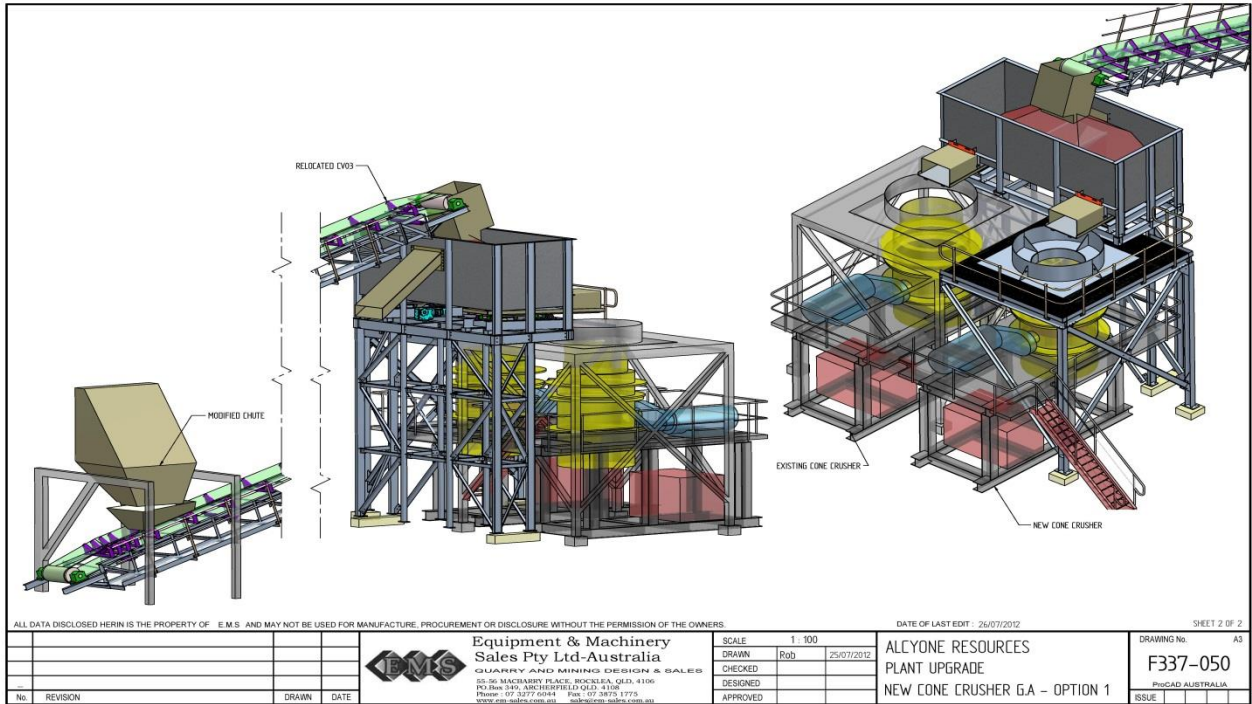 RELOCATED CV03
MODIFIED CHUTE
EXISTING CONE CRUSHER
NEW CONE CRUSHER
ALL DATA DISCLOSED HERIN IS THE PROPERTY OF E.M.S AND MAY NOT BE USED FOR MANUFACTURE, PROCUREMENT OR DISCLOSURE WITHOUT THE PERMISSION OF THE OWNERS.
DATE OF LAST EDIT : 26/07/2012
SHEET 2 OF 2
No. REVISION DRAWN DATE
EMS
Equipment & Machinery
Sales Pty Ltd-Australia
QUARRY AND MINING DESIGN & SALES
55-56 MACBARRY PLACE, ROCKLEA, QLD, 4106
PO.Box 349, ARCHERFIELD QLD. 4108
Phone : 07 3277 6044 Fax : 07 3875 1775
www.em-sales.com.au sales@em-sales.com.au
SCALE 1 : 100
DRAWN Rob 25/07/2012
CHECKED
DESIGNED
APPROVED
ALCYONE RESOURCES
PLANT UPGRADE
NEW CONE CRUSHER G.A - OPTION 1
DRAWING No. A3
F337-050
ProCAD AUSTRALIA
ISSUE